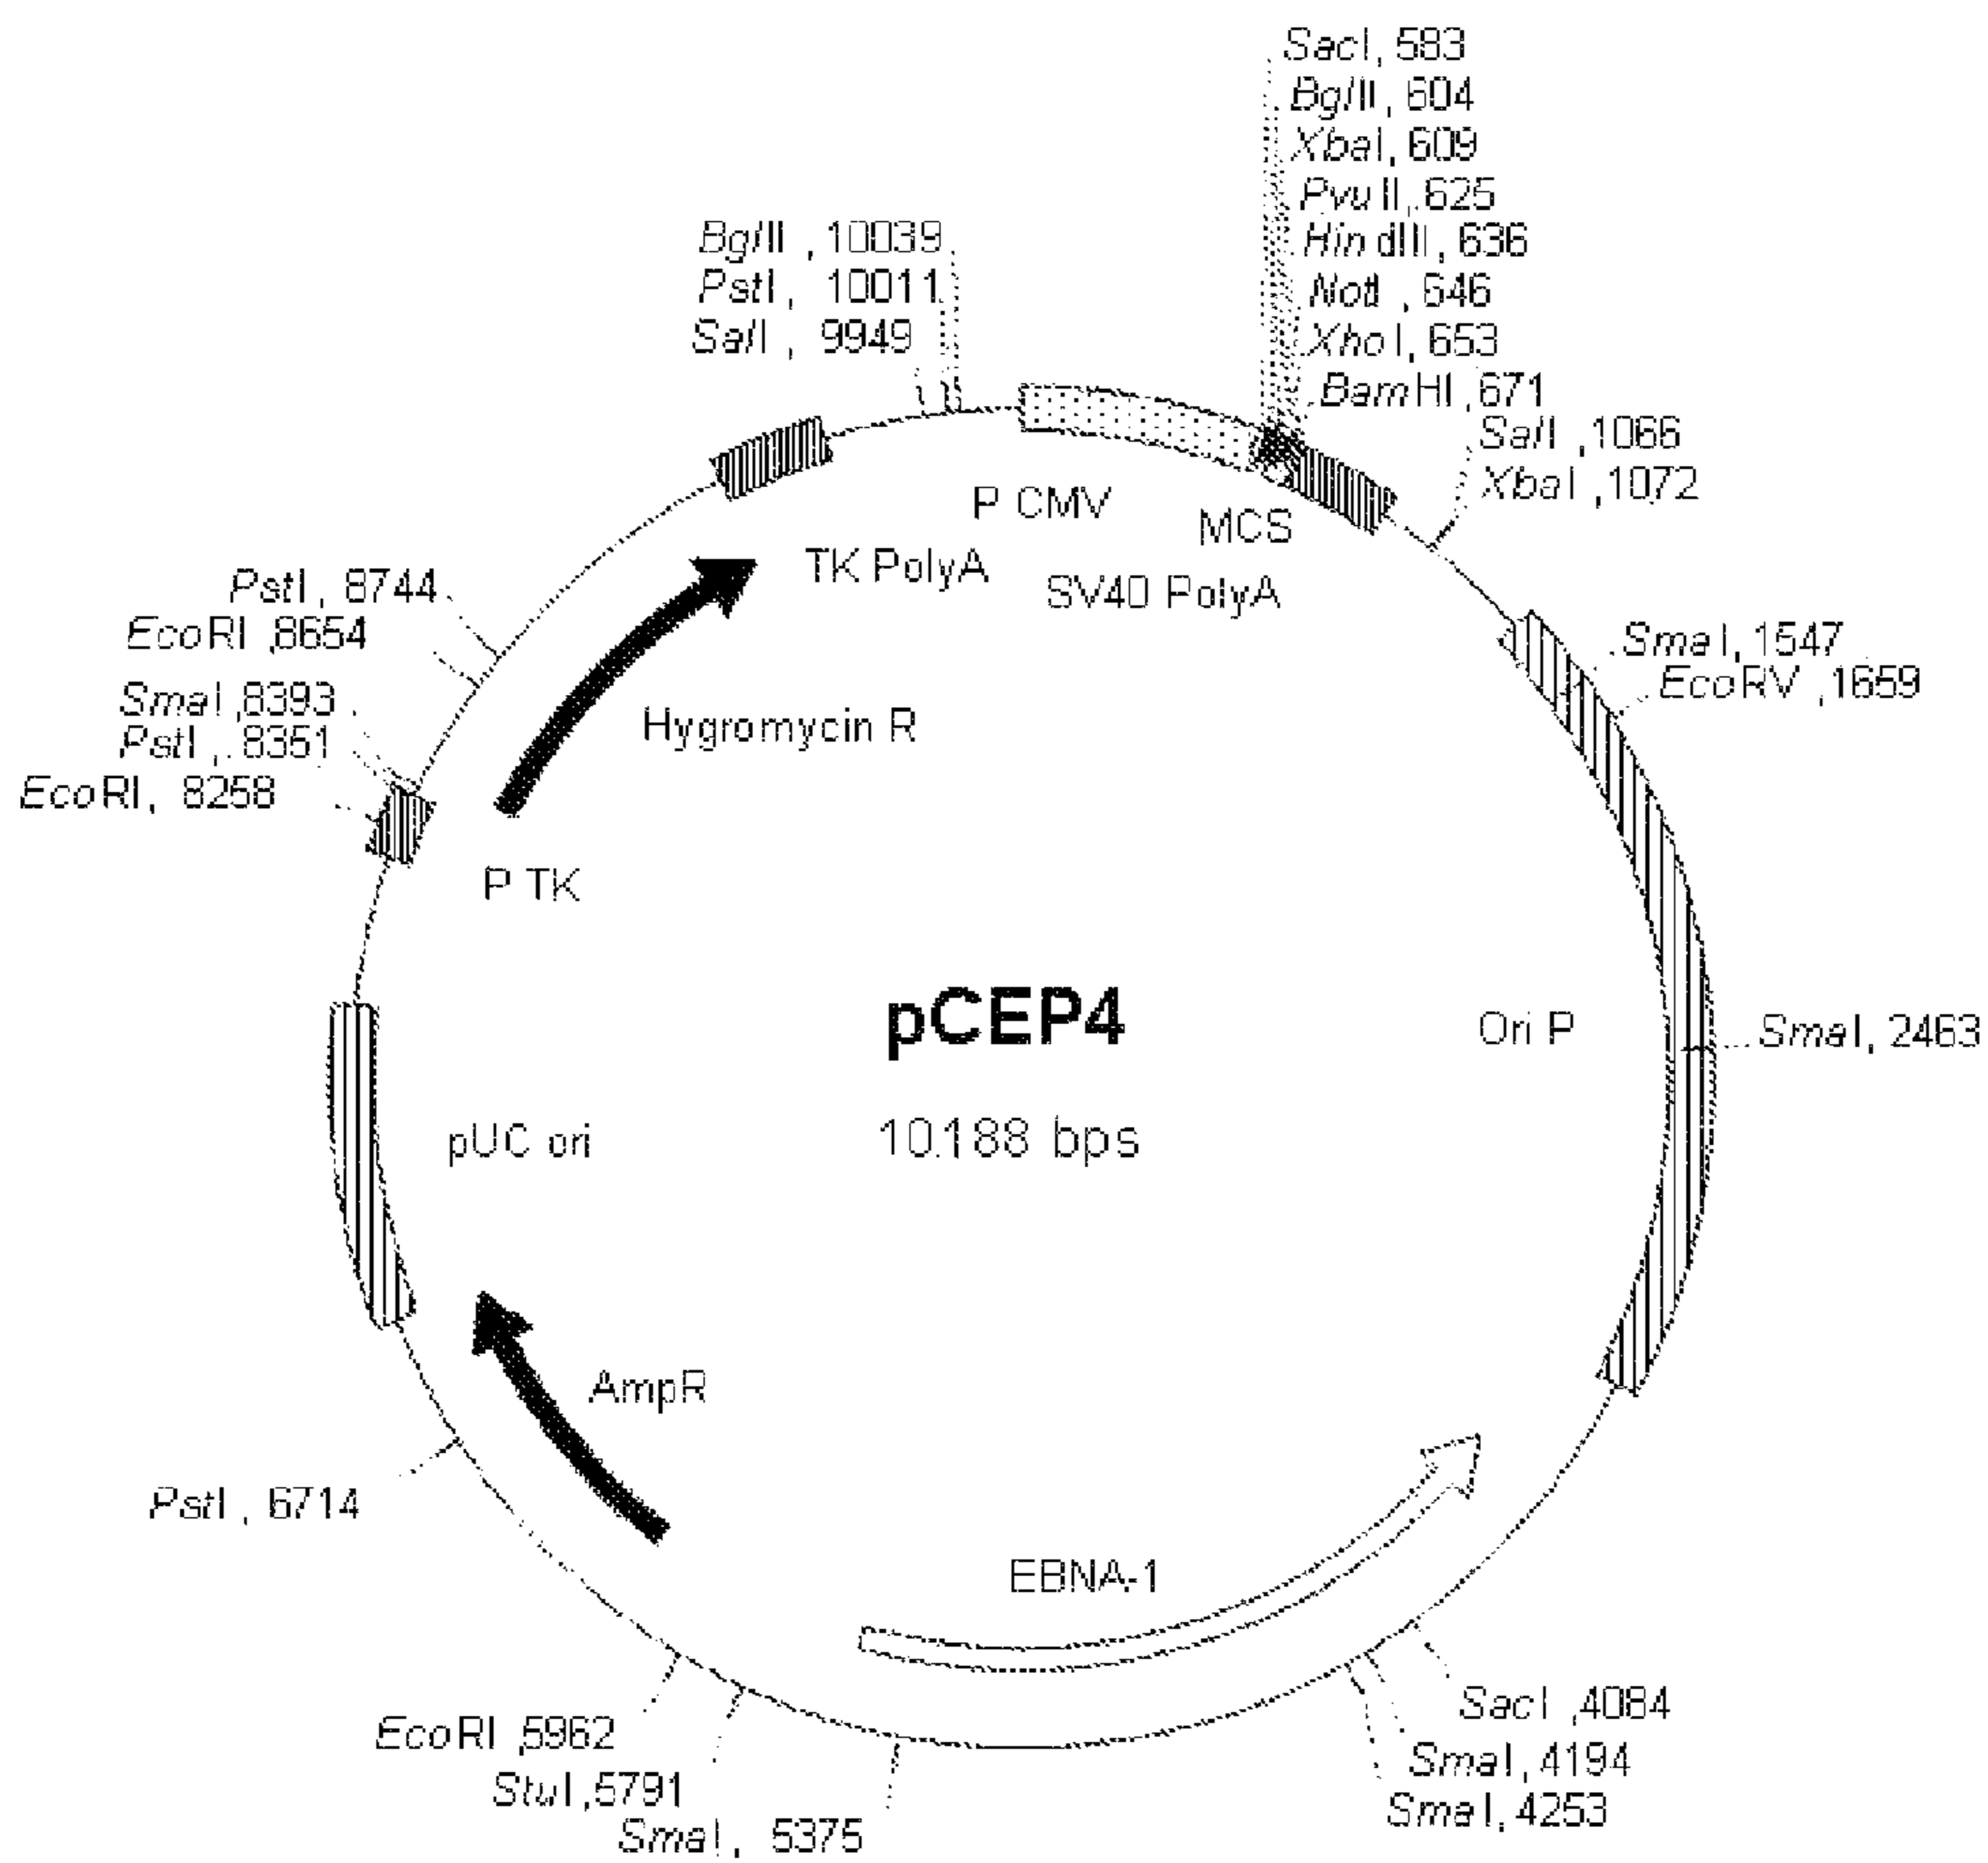 SacI, 583
BglII, 604
XbaI, 609
PvuII, 625
HindIII, 636
NotI, 646
XhoI, 653
BamHI, 671
SalI, 1066
XbaI, 1072
BglII, 10039
PstI, 10011
SalI, 9949
P CMV
MCS
TK PolyA
SV40 PolyA
PstI, 8744
EcoRI, 8654
SmaI, 8393
PstI, 8351
EcoRI, 8258
Hygromycin R
SmaI, 1547
EcoRV, 1659
P TK
pCEP4
10.188 bps
Ori P
SmaI, 2463
pUC ori
AmpR
PstI, 6714
EBNA-1
SacI, 4084
SmaI, 4194
SmaI, 4253
EcoRI, 5962
StuI, 5791
SmaI, 5375